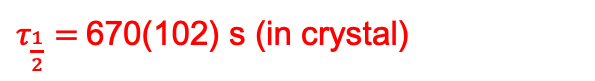 τ1/2 = 670(102) s (in crystal)